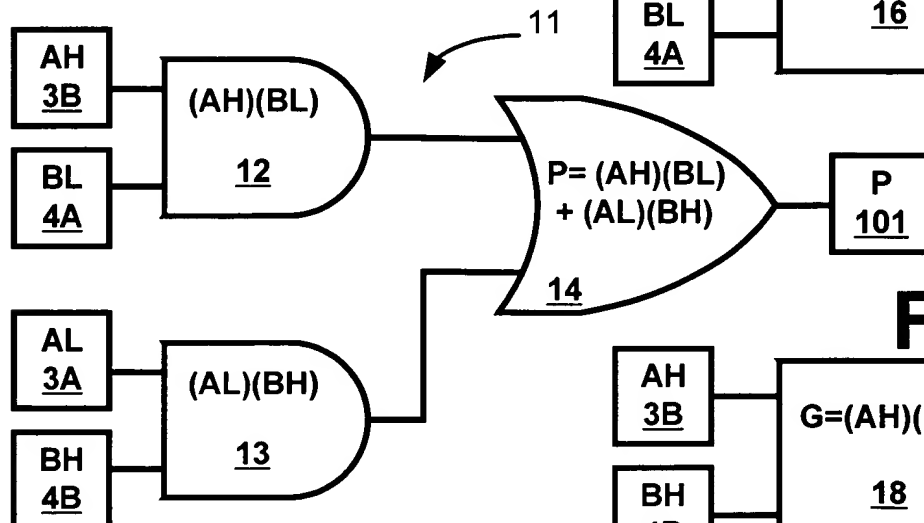 11
AH
3B
BL
4A
(AH)(BL)
12
AL
3A
BH
4B
(AL)(BH)
13
P= (AH)(BL)
+ (AL)(BH)
14
P
101
BL
4A
16
AH
3B
BH
G=(AH)(
18